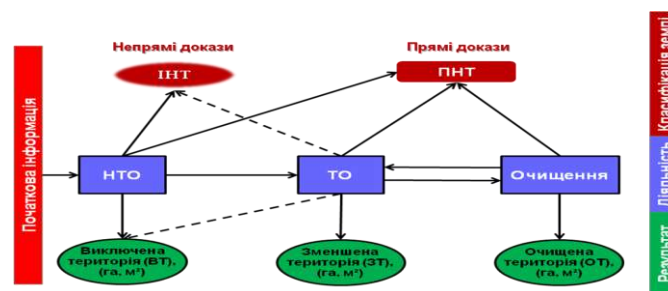 Непрямі докази
Прямі докази
ІНТ
ПНТ
Початкова інформація
НТО
ТО
Очищення
Виключена
територія (ВТ),
(га, м²)
Зменшена
територія (ЗТ),
(га, м²)
Очищена
територія (ОТ),
(га, м²)
Класифікація землі
Діяльність
Результат